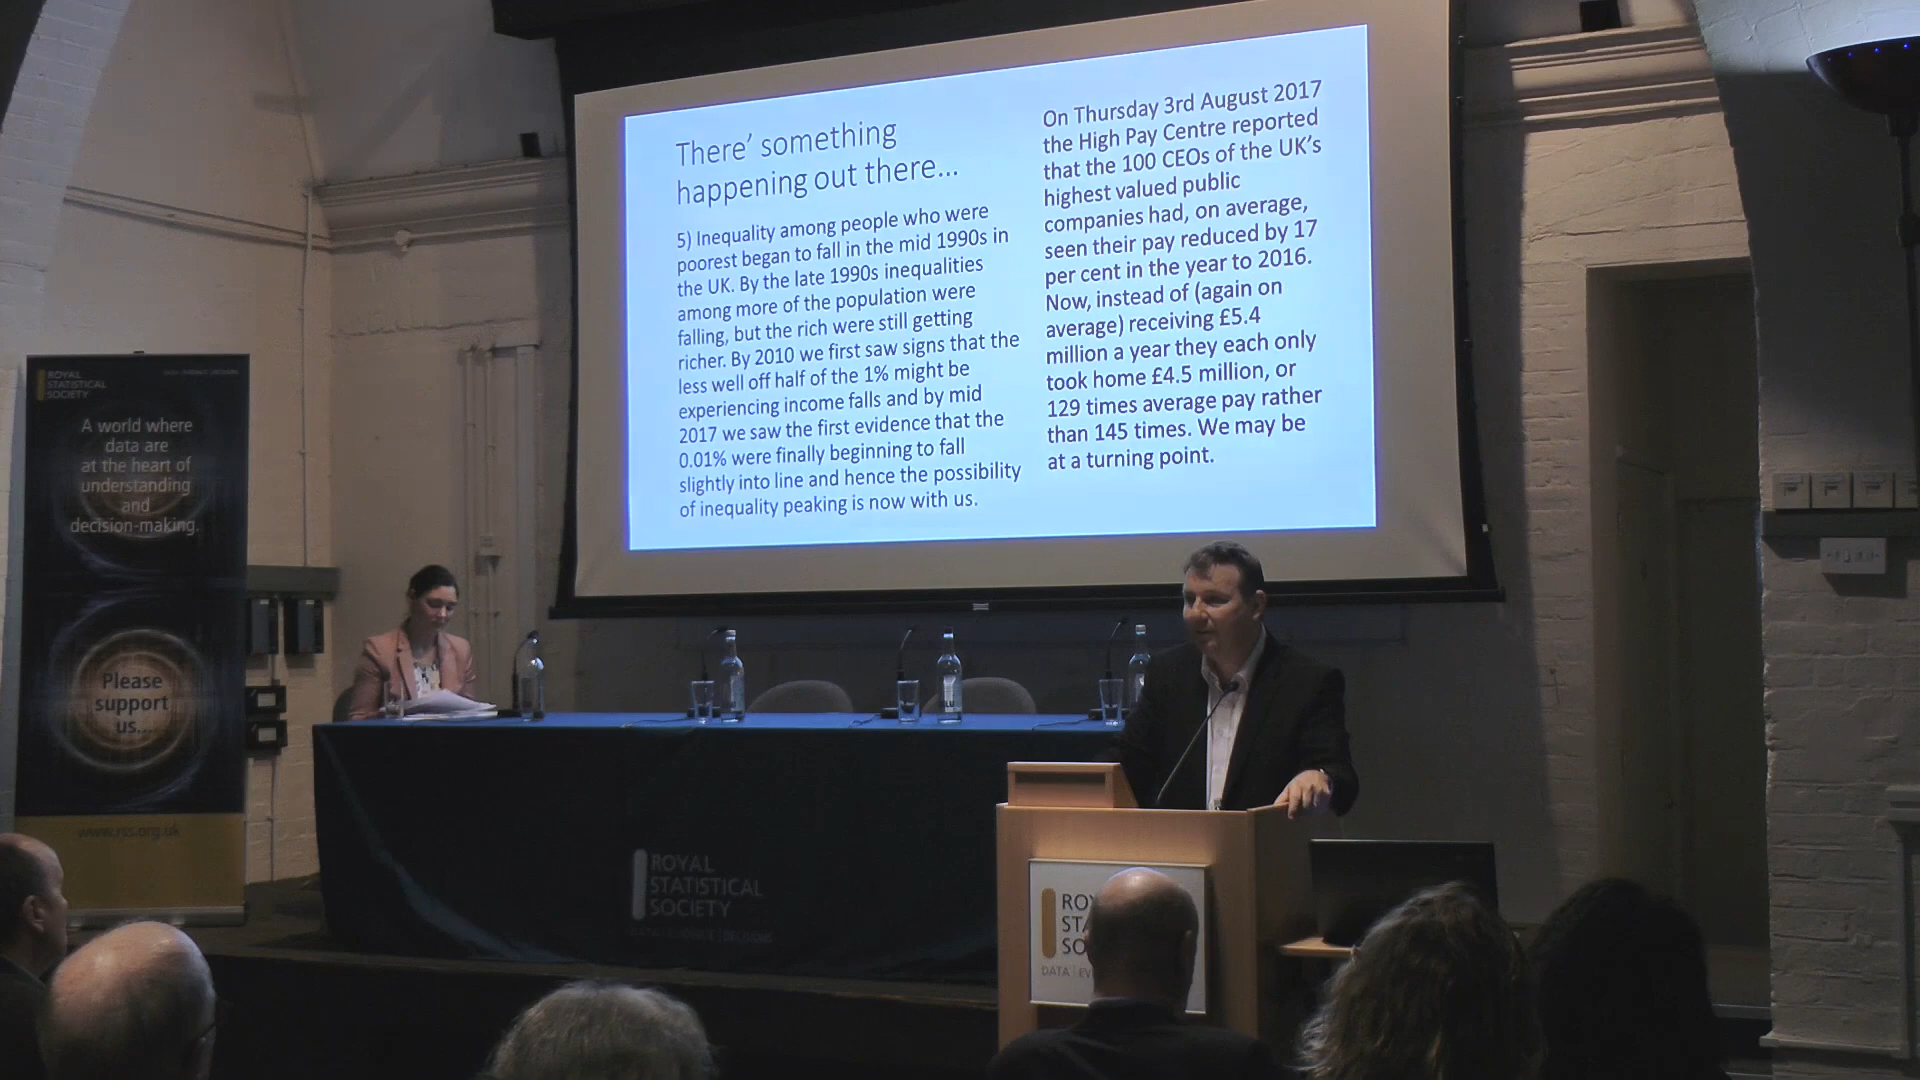 There' something
happening out there...
5) Inequality among people who were
poorest began to fall in the mid 1990s in
the UK. By the late 1990s inequalities
among more of the population were
falling, but the rich were still getting
richer. By 2010 we first saw signs that the
less well off half of the 1% might be
experiencing income falls and by mid
2017 we saw the first evidence that the
0.01% were finally beginning to fall
slightly into line and hence the possibility
of inequality peaking is now with us.
On Thursday 3rd August 2017
the High Pay Centre reported
that the 100 CEOs of the UK's
highest valued public
companies had, on average,
seen their pay reduced by 17
per cent in the year to 2016.
Now, instead of (again on
average) receiving £5.4
million a year they each only
took home £4.5 million, or
129 times average pay rather
than 145 times. We may be
at a turning point.
ROYAL
STATISTICAL
SOCIETY
A world where
data are
at the heart of
understanding
and
decision-making.
Please
support
us...
www.rss.org.uk
ROYAL
STATISTICAL
SOCIETY
ROY
STA
SO
DATA | EV